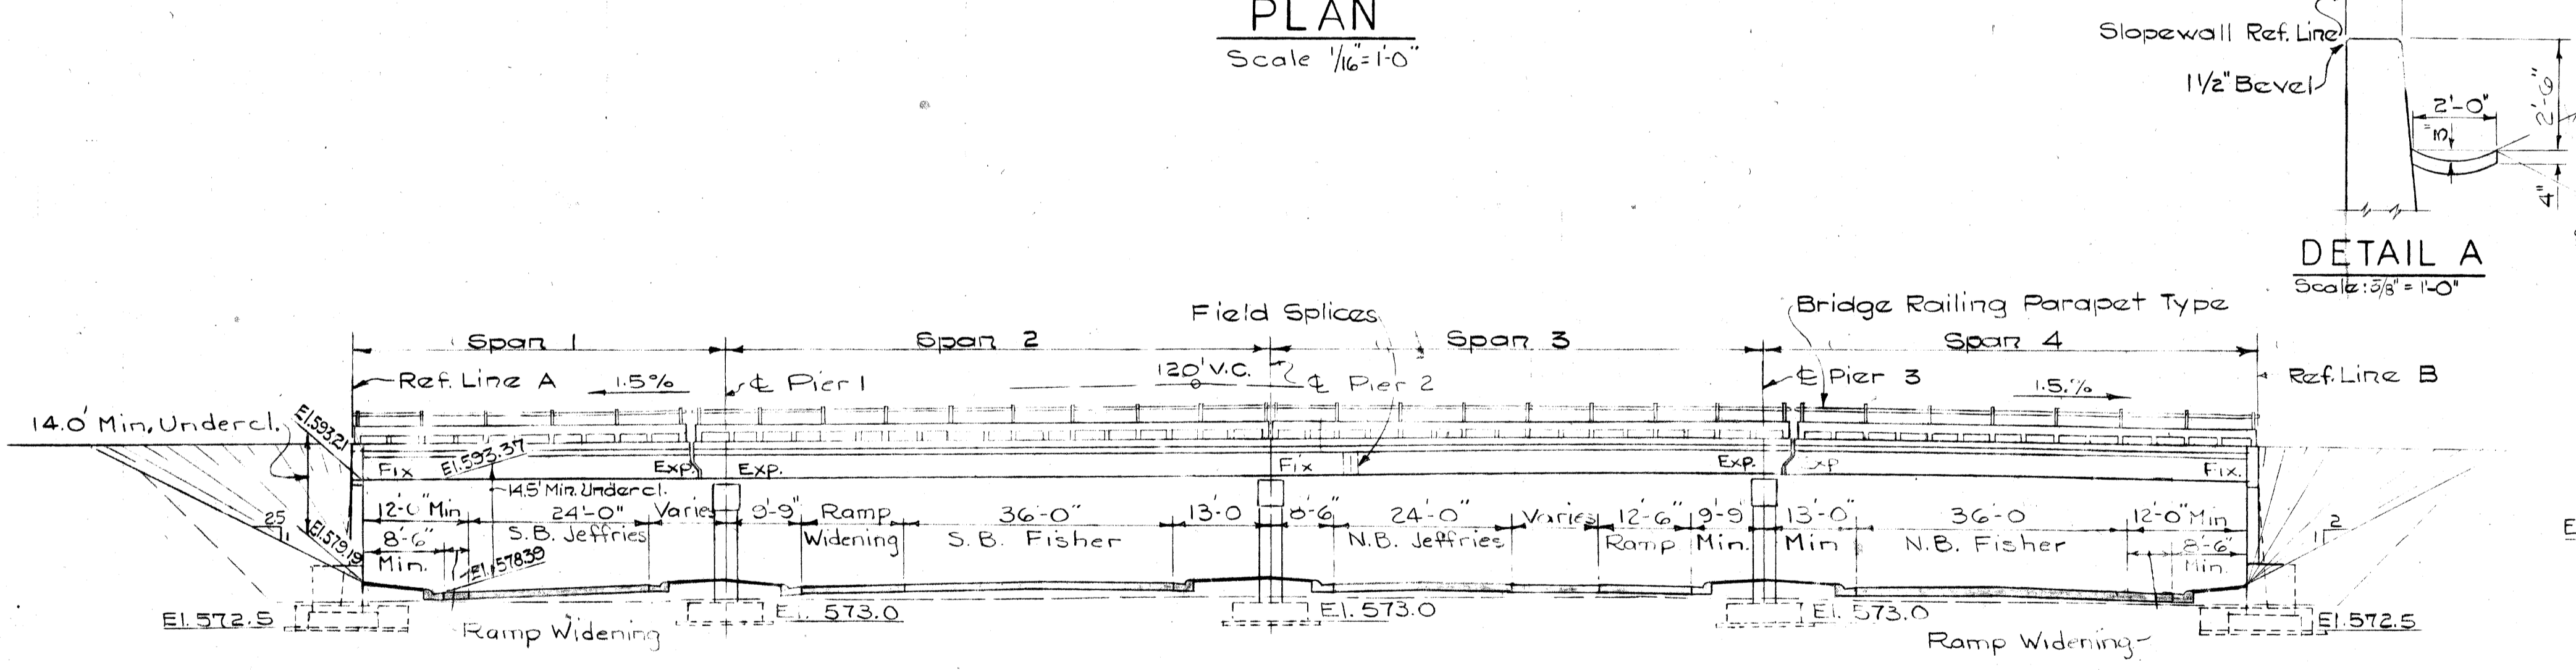 PLAN
Scale 1/16"=1'-0"
Slopewall Ref. Line
1 1/2" Bevel
2'-0"
3"
2'-6"
4"
DETAIL A
Scale: 3/8" = 1'-0"
Field Splices
Bridge Railing Parapet Type
Span 1
Span 2
Span 3
Span 4
Ref. Line A
1.5%
℄ Pier 1
120' V.C.
℄ Pier 2
℄ Pier 3
1.5.%
Ref. Line B
14.0' Min. Undercl.
El.593.21
Fix
El.593.37
Exp.
Exp.
Fix
Exp.
Exp
Fix.
14.5' Min. Undercl.
12'-0" Min
24'-0"
Varies
9'-9"
Ramp
36'-0"
13'-0
8'-6"
24'-0"
Varies
12'-6"
9'-9"
13'-0"
36'-0
12'-0" Min
25
1
El.579.19
8'-6"
S.B. Jeffries
Widening
S.B. Fisher
N.B. Jeffries
Ramp
Min.
Min
N.B. Fisher
8'-6"
2
1
Min.
El.578.39
Min.
El. 572.5
El. 573.0
El. 573.0
El. 573.0
El. 572.5
Ramp Widening
Ramp Widening